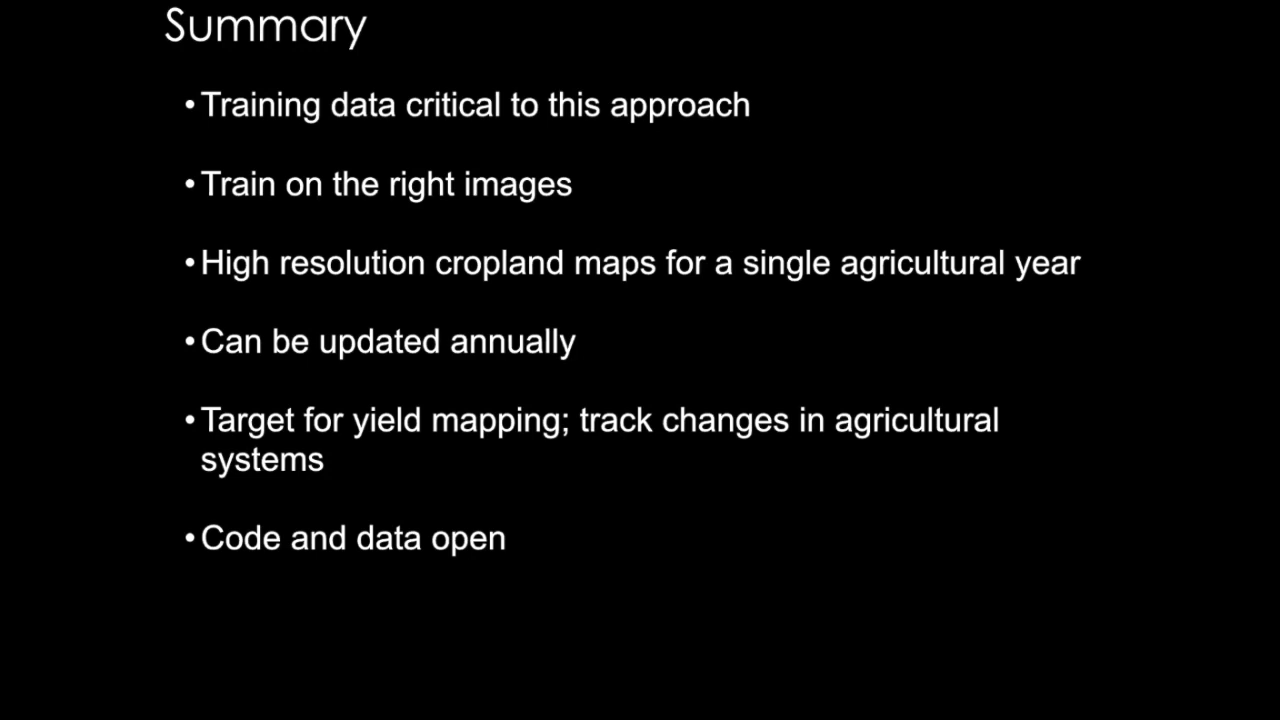 Summary
• Training data critical to this approach
• Train on the right images
• High resolution cropland maps for a single agricultural year
• Can be updated annually
• Target for yield mapping; track changes in agricultural
systems
• Code and data open